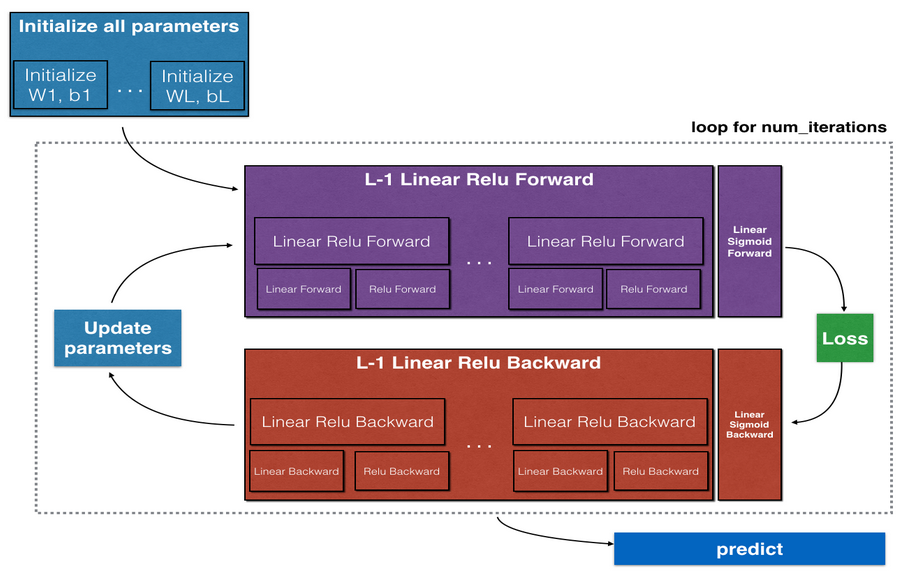 Initialize all parameters
Initialize
W1, b1
...
Initialize
WL, bL
loop for num_iterations
L-1 Linear Relu Forward
Linear Relu Forward
...
Linear Relu Forward
Linear Forward
Relu Forward
Linear Forward
Relu Forward
Linear
Sigmoid
Forward
Update
parameters
Loss
L-1 Linear Relu Backward
Linear Relu Backward
...
Linear Relu Backward
Linear Backward
Relu Backward
Linear Backward
Relu Backward
Linear
Sigmoid
Backward
predict